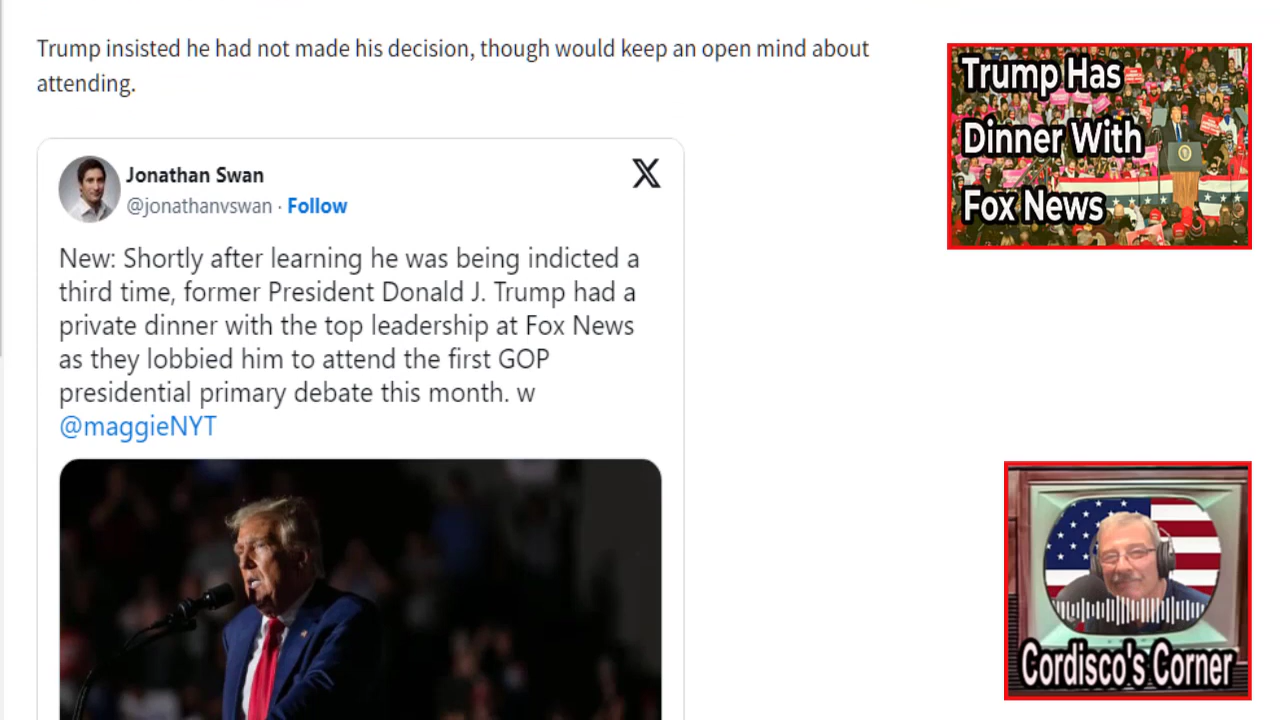 Trump insisted he had not made his decision, though would keep an open mind about
attending.
Jonathan Swan
@jonathanvswan · Follow
New: Shortly after learning he was being indicted a
third time, former President Donald J. Trump had a
private dinner with the top leadership at Fox News
as they lobbied him to attend the first GOP
presidential primary debate this month. w
@maggieNYT
Trump Has
Dinner With
Fox News
Cordisco's Corner